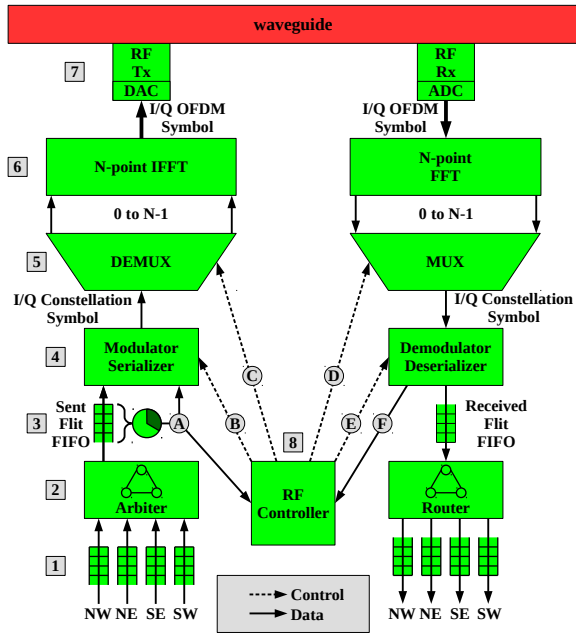 waveguide
7
RF
Tx
DAC
RF
Rx
ADC
I/Q OFDM
Symbol
I/Q OFDM
Symbol
6
N-point IFFT
N-point
FFT
0 to N-1
0 to N-1
5
DEMUX
MUX
I/Q Constellation
Symbol
I/Q Constellation
Symbol
4
Modulator
Serializer
C
D
Demodulator
Deserializer
3
Sent
Flit
FIFO
A
B
8
E
F
Received
Flit
FIFO
2
Arbiter
RF
Controller
Router
1
NW NE SE SW
Control
Data
NW NE SE SW